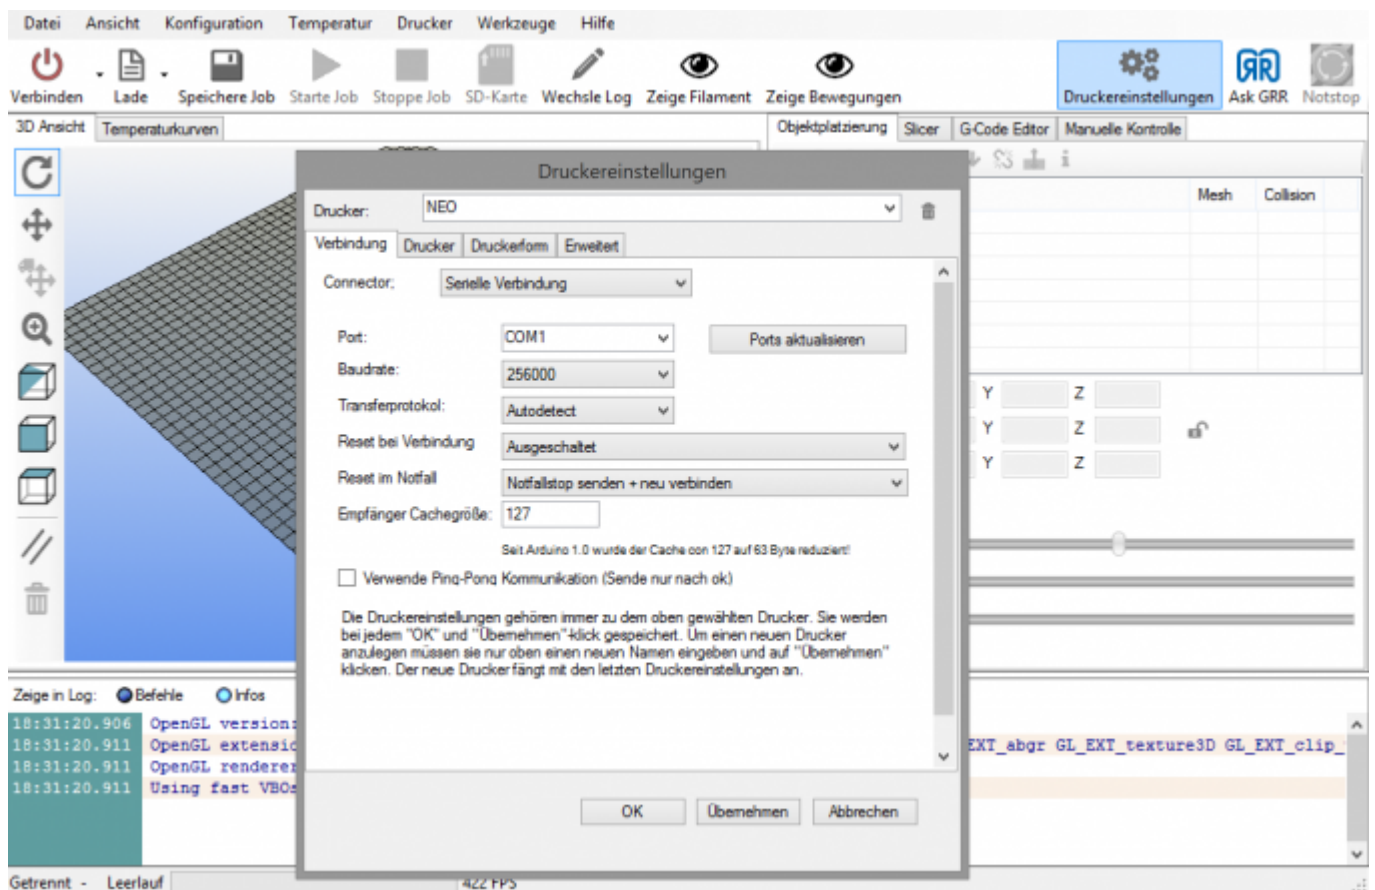 Datei Ansicht Konfiguration Temperatur Drucker Werkzeuge Hilfe
Verbinden Lade Speichere Job Starte Job Stoppe Job SD-Karte Wechsle Log Zeige Filament Zeige Bewegungen Druckereinstellungen Ask GRR Notstop
3D Ansicht Temperaturkurven Objektplatzierung Slicer G-Code Editor Manuelle Kontrolle
Druckereinstellungen
Mesh Collision
Drucker: NEO
Verbindung Drucker Druckerform Erweitert
Connector: Serielle Verbindung
Port: COM1 Ports aktualisieren
Baudrate: 256000
Transferprotokol: Autodetect
Reset bei Verbindung Ausgeschaltet
Reset im Notfall Notfallstop senden + neu verbinden
Empfänger Cachegröße: 127
Seit Arduino 1.0 wurde der Cache con 127 auf 63 Byte reduziert!
Verwende Ping-Pong Kommunikation (Sende nur nach ok)
Die Druckereinstellungen gehören immer zu dem oben gewählten Drucker. Sie werden
bei jedem "OK" und "Übernehmen"-klick gespeichert. Um einen neuen Drucker
anzulegen müssen sie nur oben einen neuen Namen eingeben und auf "Übernehmen"
klicken. Der neue Drucker fängt mit den letzten Druckereinstellungen an.
OK Übernehmen Abbrechen
Y Z
Y Z
Y Z
Zeige in Log: Befehle Infos
18:31:20.906 OpenGL version:
18:31:20.911 OpenGL extensio EXT_abgr GL_EXT_texture3D GL_EXT_clip_
18:31:20.911 OpenGL renderer
18:31:20.911 Using fast VBOs
Getrennt - Leerlauf 422 FPS